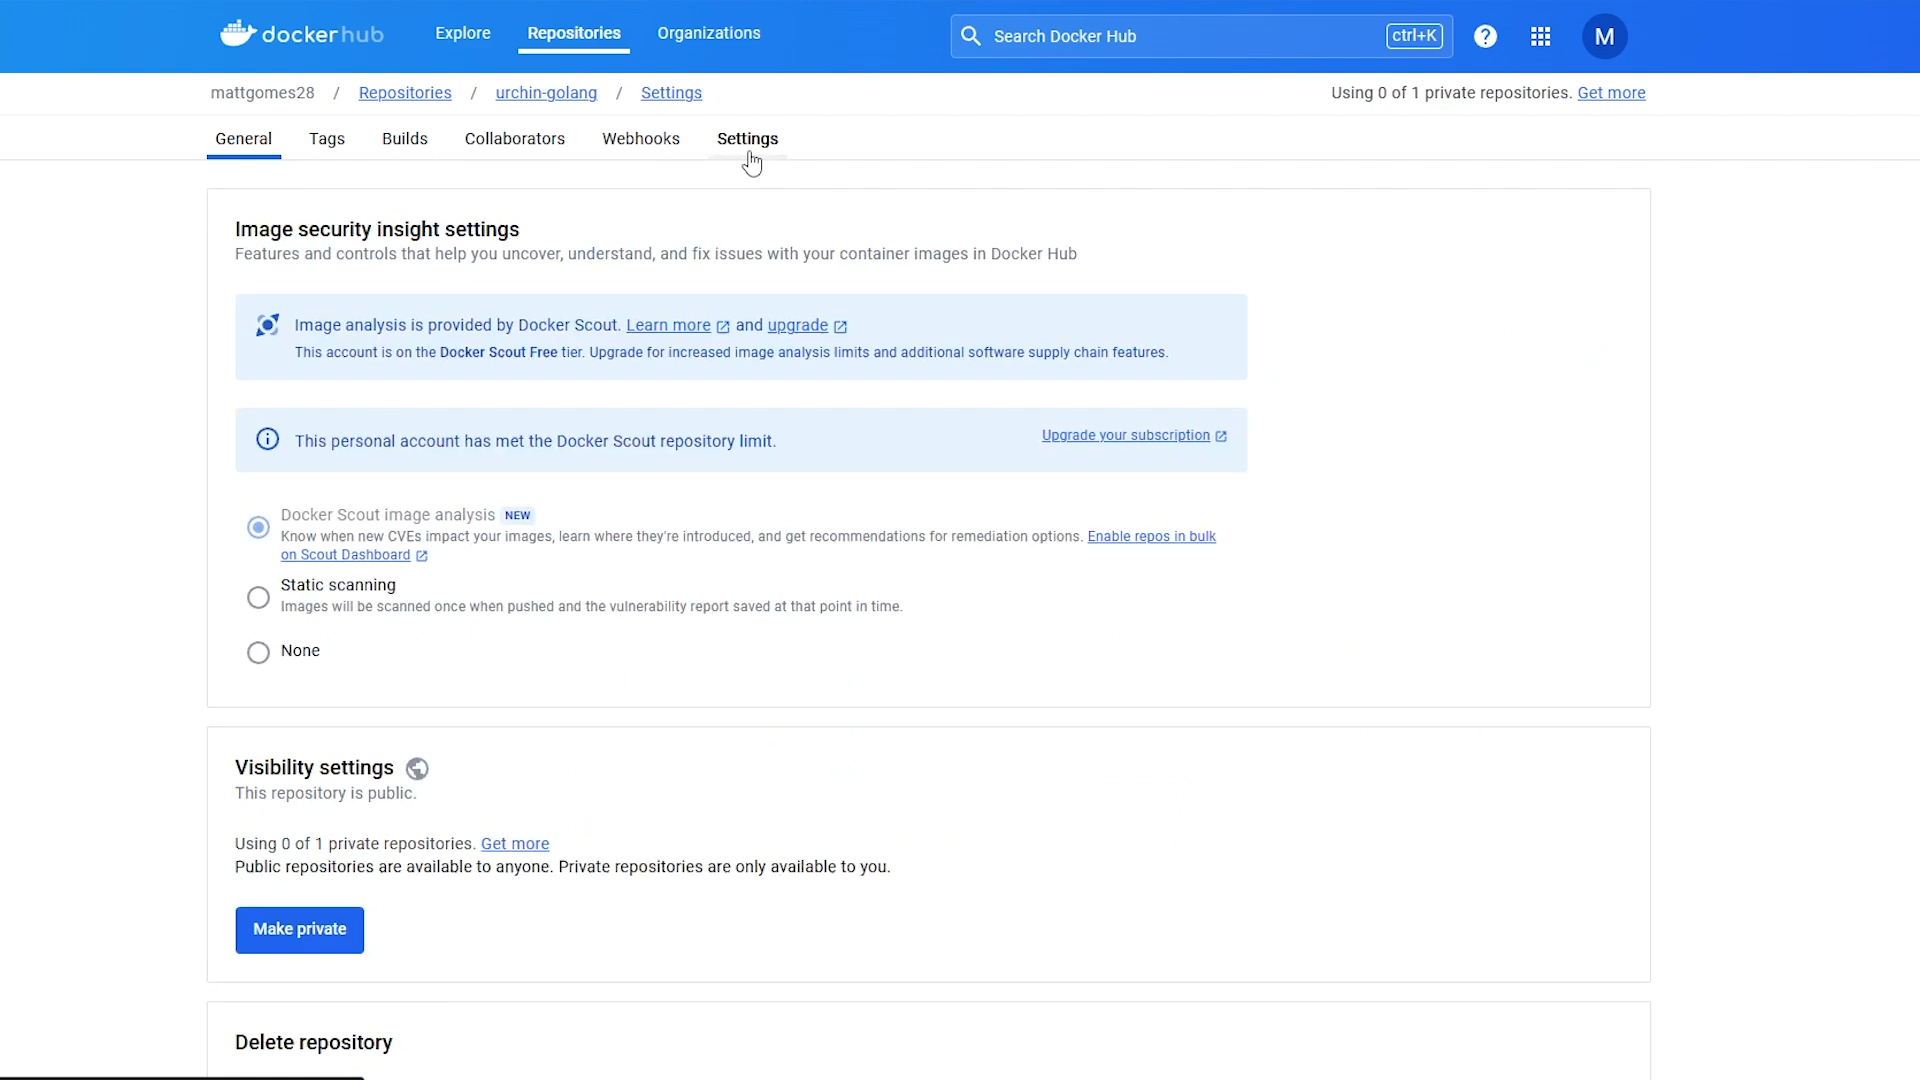 dockerhub
Explore
Repositories
Organizations
Search Docker Hub
ctrl+K
?
M
mattgomes28 / Repositories / urchin-golang / Settings
Using 0 of 1 private repositories. Get more
General
Tags
Builds
Collaborators
Webhooks
Settings
Image security insight settings
Features and controls that help you uncover, understand, and fix issues with your container images in Docker Hub
Image analysis is provided by Docker Scout. Learn more and upgrade
This account is on the Docker Scout Free tier. Upgrade for increased image analysis limits and additional software supply chain features.
This personal account has met the Docker Scout repository limit.
Upgrade your subscription
Docker Scout image analysis NEW
Know when new CVEs impact your images, learn where they're introduced, and get recommendations for remediation options. Enable repos in bulk
on Scout Dashboard
Static scanning
Images will be scanned once when pushed and the vulnerability report saved at that point in time.
None
Visibility settings
This repository is public.
Using 0 of 1 private repositories. Get more
Public repositories are available to anyone. Private repositories are only available to you.
Make private
Delete repository